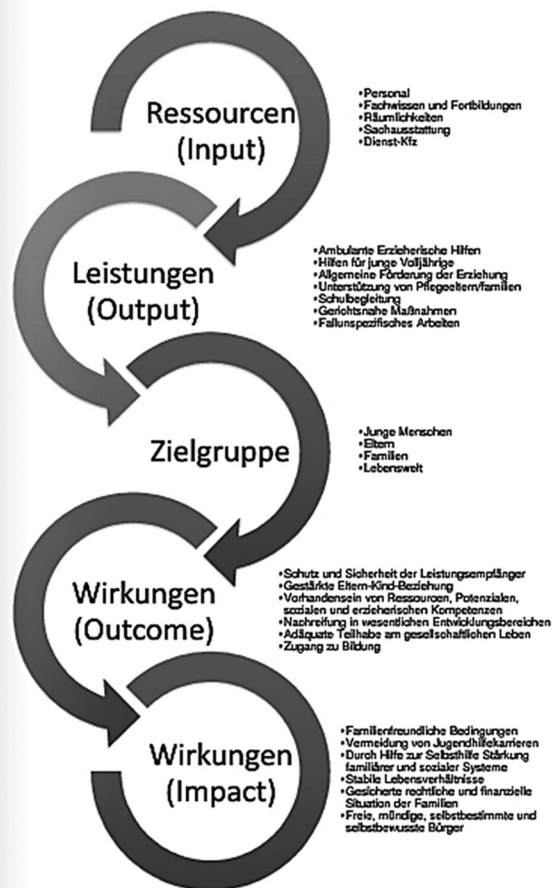 Ressourcen
(Input)
•Personal
•Fachwissen und Fortbildungen
•Räumlichkeiten
•Sachausstattung
•Dienst-Kfz
Leistungen
(Output)
•Ambulante Erzieherische Hilfen
•Hilfen für junge Volljährige
•Allgemeine Förderung der Erziehung
•Unterstützung von Pflegeeltern/familien
•Schulbegleitung
•Gerichtsnahe Maßnahmen
•Fallunspezifisches Arbeiten
Zielgruppe
•Junge Menschen
•Eltern
•Familien
•Lebenswelt
Wirkungen
(Outcome)
•Schutz und Sicherheit der Leistungsempfänger
•Gestärkte Eltern-Kind-Beziehung
•Vorhandensein von Ressourcen, Potenzialen,
sozialen und erzieherischen Kompetenzen
•Nachreifung in wesentlichen Entwicklungsbereichen
•Adäquate Teilhabe am gesellschaftlichen Leben
•Zugang zu Bildung
Wirkungen
(Impact)
•Familienfreundliche Bedingungen
•Vermeidung von Jugendhilfekarrieren
•Durch Hilfe zur Selbsthilfe Stärkung
familiärer und sozialer Systeme
•Stabile Lebensverhältnisse
•Gesicherte rechtliche und finanzielle
Situation der Familien
•Freie, mündige, selbstbestimmte und
selbstbewusste Bürger